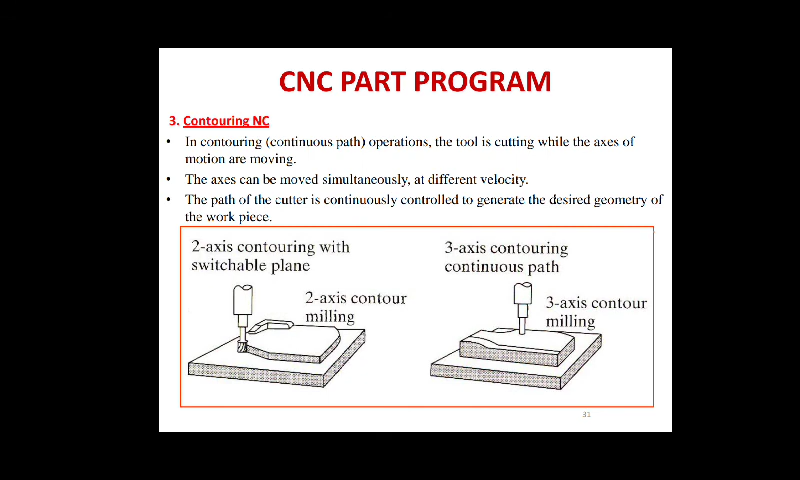 CNC PART PROGRAM
3. Contouring NC
• In contouring (continuous path) operations, the tool is cutting while the axes of
motion are moving.
• The axes can be moved simultaneously, at different velocity.
• The path of the cutter is continuously controlled to generate the desired geometry of
the work piece.
2-axis contouring with
switchable plane
2-axis contour
milling
3-axis contouring
continuous path
3-axis contour
milling
31